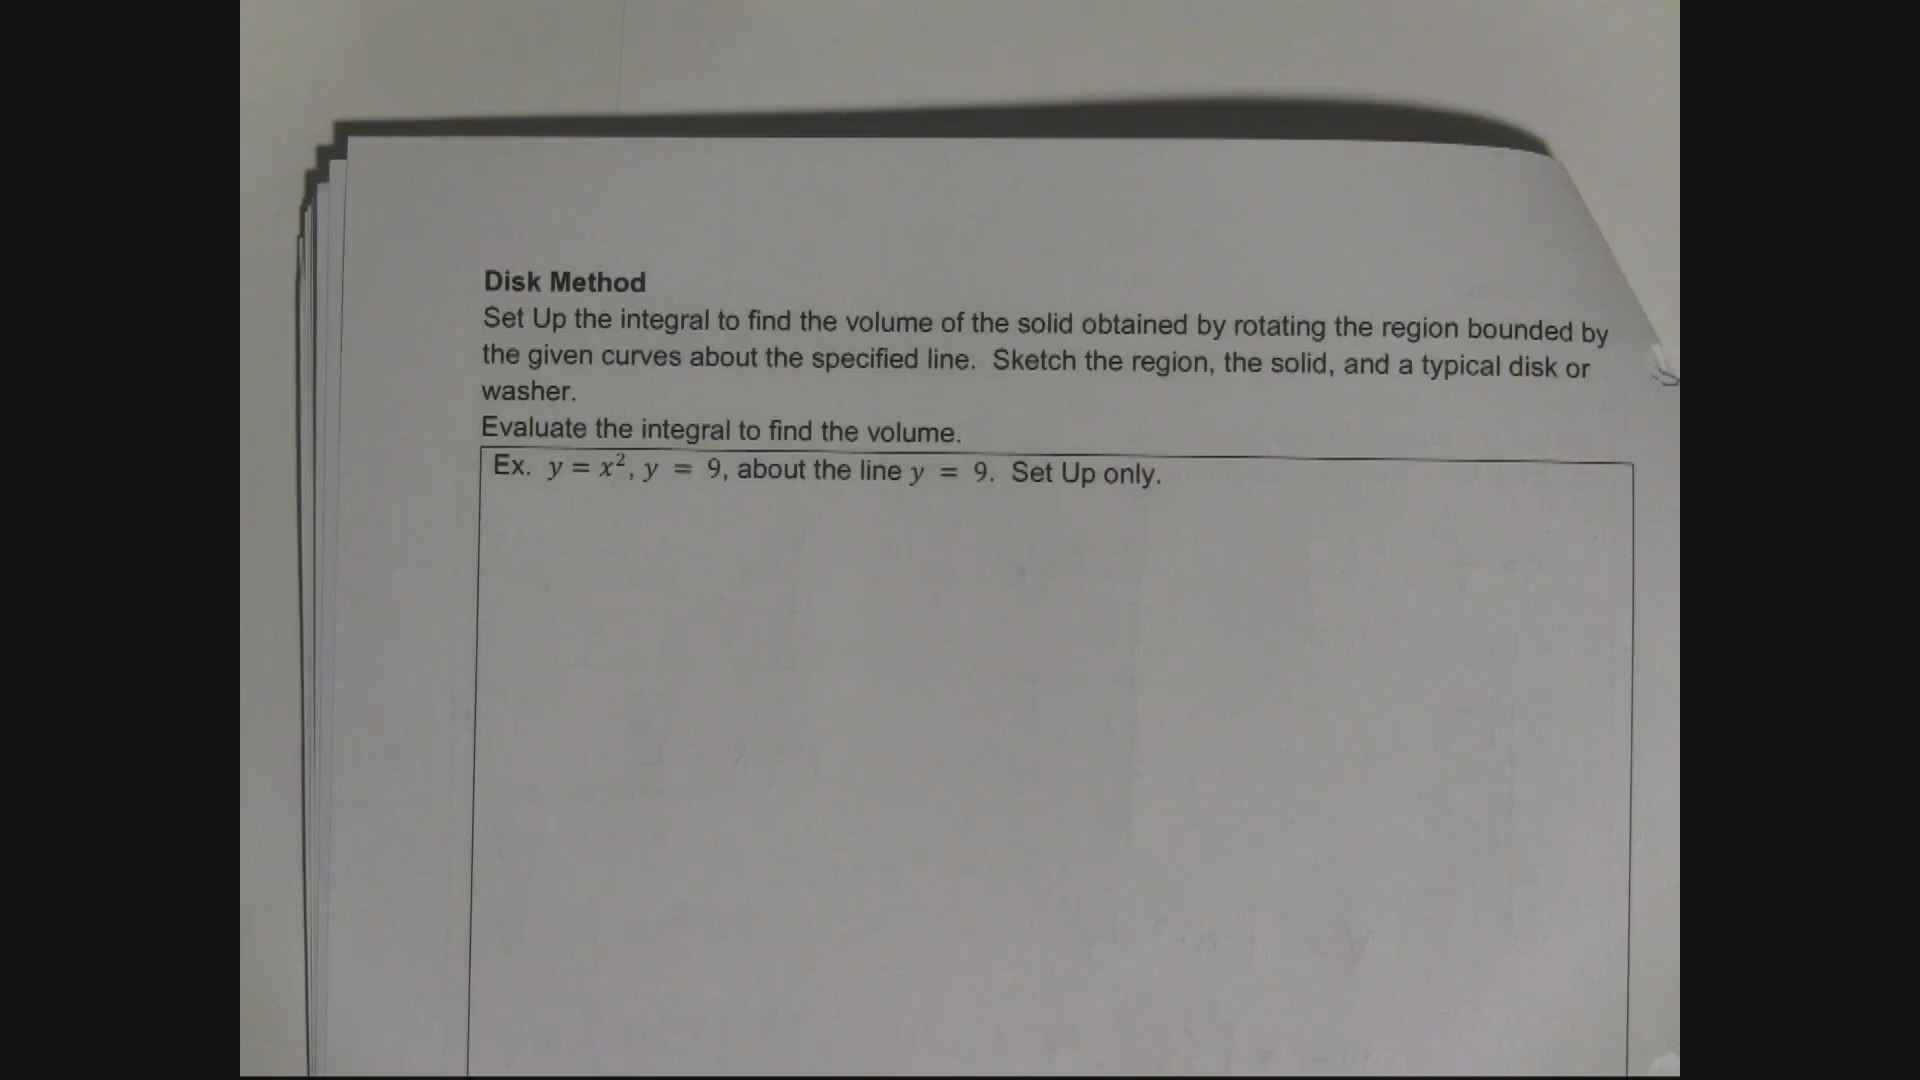 Disk Method
Set Up the integral to find the volume of the solid obtained by rotating the region bounded by
the given curves about the specified line. Sketch the region, the solid, and a typical disk or
washer.
Evaluate the integral to find the volume.
Ex. y = x², y = 9, about the line y = 9. Set Up only.